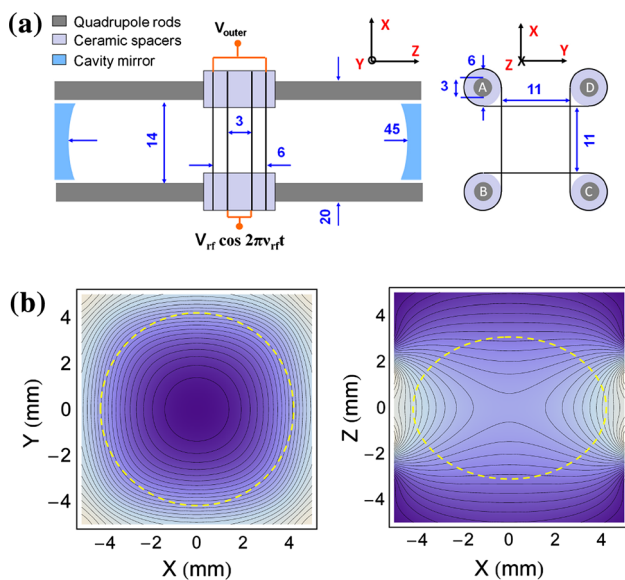 (a)
Quadrupole rods
Ceramic spacers
Cavity mirror
V_outer
X
Y
Z
14
3
6
45
20
V_rf cos 2πν_rf t
X
Z
Y
6
3
A
D
11
11
B
C
(b)
4
2
0
−2
−4
Y (mm)
−4 −2 0 2 4
X (mm)
4
2
0
−2
−4
Z (mm)
−4 −2 0 2 4
X (mm)